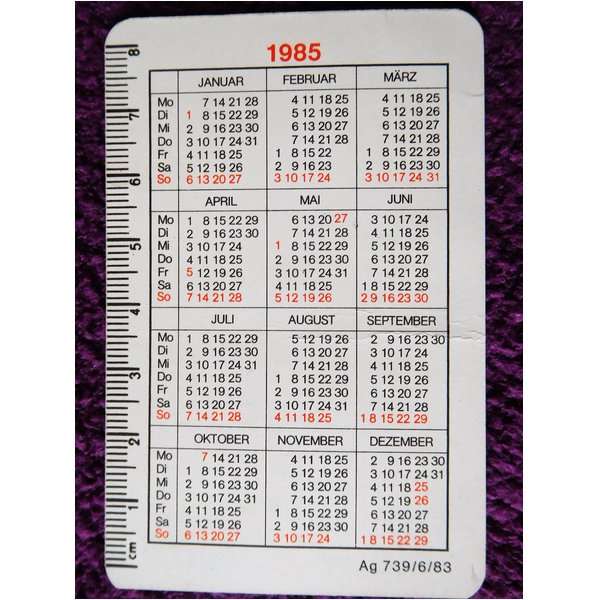 1985
JANUAR FEBRUAR MÄRZ
Mo 7 14 21 28 4 11 18 25 4 11 18 25
Di 1 8 15 22 29 5 12 19 26 5 12 19 26
Mi 2 9 16 23 30 6 13 20 27 6 13 20 27
Do 3 10 17 24 31 7 14 21 28 7 14 21 28
Fr 4 11 18 25 1 8 15 22 1 8 15 22 29
Sa 5 12 19 26 2 9 16 23 2 9 16 23 30
So 6 13 20 27 3 10 17 24 3 10 17 24 31
APRIL MAI JUNI
Mo 1 8 15 22 29 6 13 20 27 3 10 17 24
Di 2 9 16 23 30 7 14 21 28 4 11 18 25
Mi 3 10 17 24 1 8 15 22 29 5 12 19 26
Do 4 11 18 25 2 9 16 23 30 6 13 20 27
Fr 5 12 19 26 3 10 17 24 31 7 14 21 28
Sa 6 13 20 27 4 11 18 25 1 8 15 22 29
So 7 14 21 28 5 12 19 26 2 9 16 23 30
JULI AUGUST SEPTEMBER
Mo 1 8 15 22 29 5 12 19 26 2 9 16 23 30
Di 2 9 16 23 30 6 13 20 27 3 10 17 24
Mi 3 10 17 24 31 7 14 21 28 4 11 18 25
Do 4 11 18 25 1 8 15 22 29 5 12 19 26
Fr 5 12 19 26 2 9 16 23 30 6 13 20 27
Sa 6 13 20 27 3 10 17 24 31 7 14 21 28
So 7 14 21 28 4 11 18 25 1 8 15 22 29
OKTOBER NOVEMBER DEZEMBER
Mo 7 14 21 28 4 11 18 25 2 9 16 23 30
Di 1 8 15 22 29 5 12 19 26 3 10 17 24 31
Mi 2 9 16 23 30 6 13 20 27 4 11 18 25
Do 3 10 17 24 31 7 14 21 28 5 12 19 26
Fr 4 11 18 25 1 8 15 22 29 6 13 20 27
Sa 5 12 19 26 2 9 16 23 30 7 14 21 28
So 6 13 20 27 3 10 17 24 1 8 15 22 29
Ag 739/6/83
8
7
6
5
4
3
2
1
cm